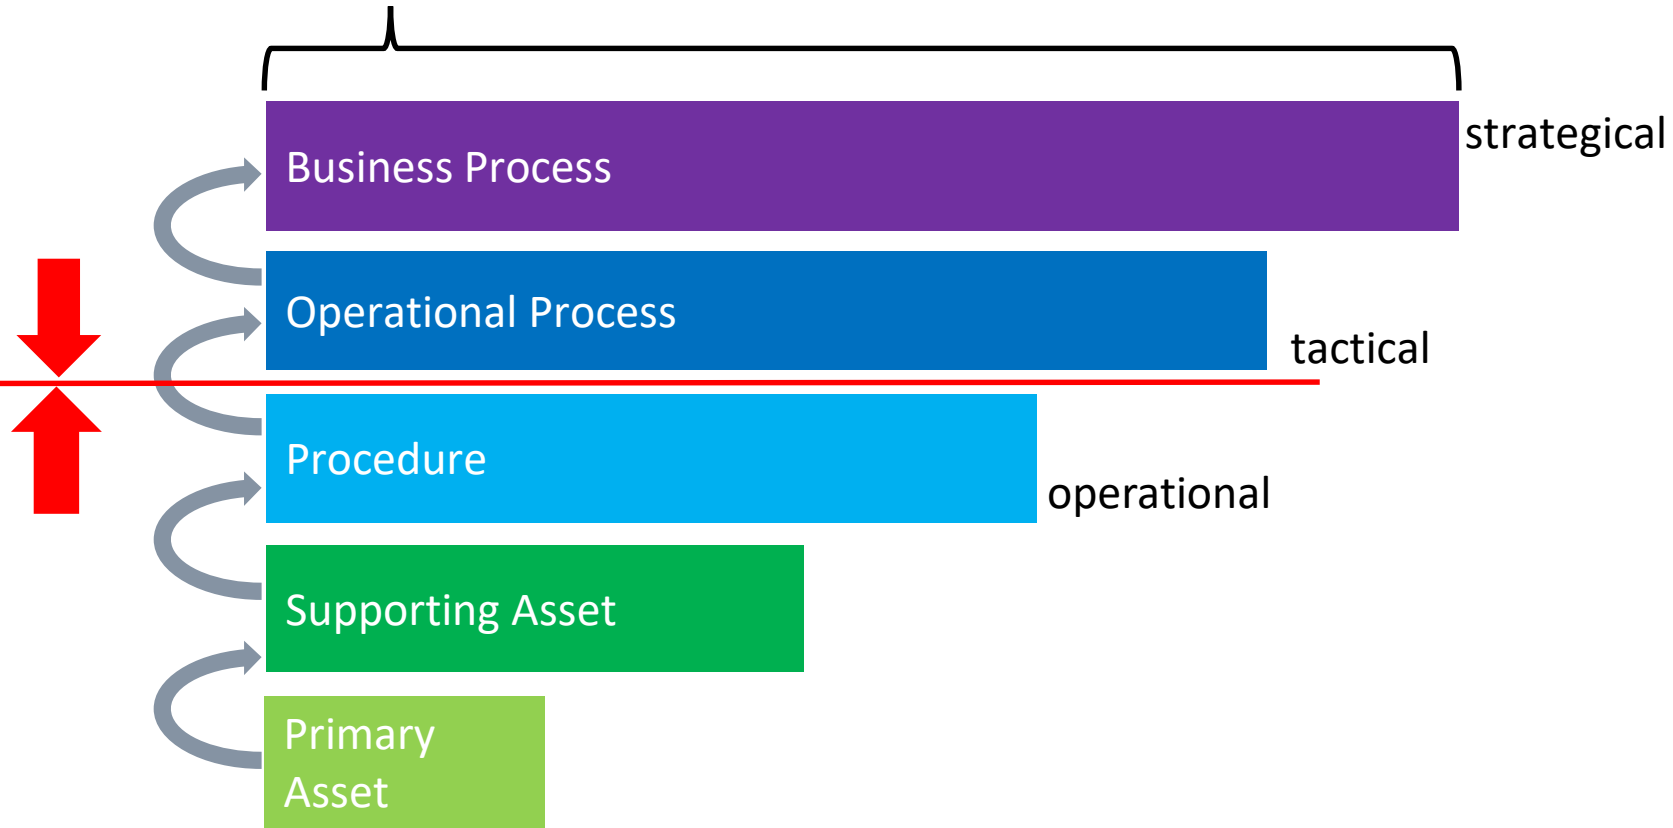 strategical
Business Process
Operational Process
tactical
Procedure
operational
Supporting Asset
Primary
Asset